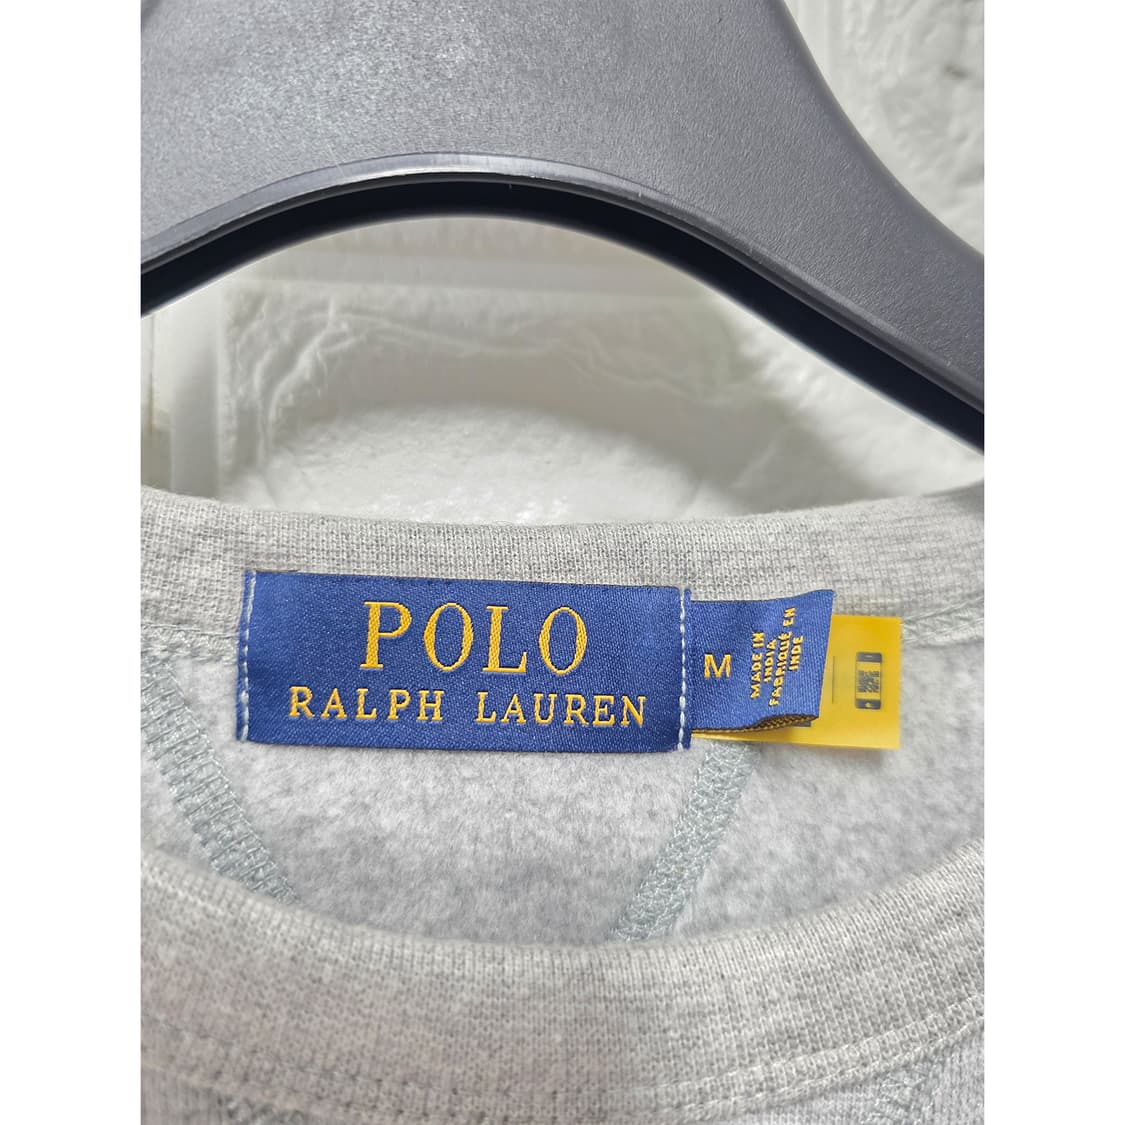 POLO
RALPH LAUREN
M
MADE IN
INDIA
FABRIQUÉ EN
INDE